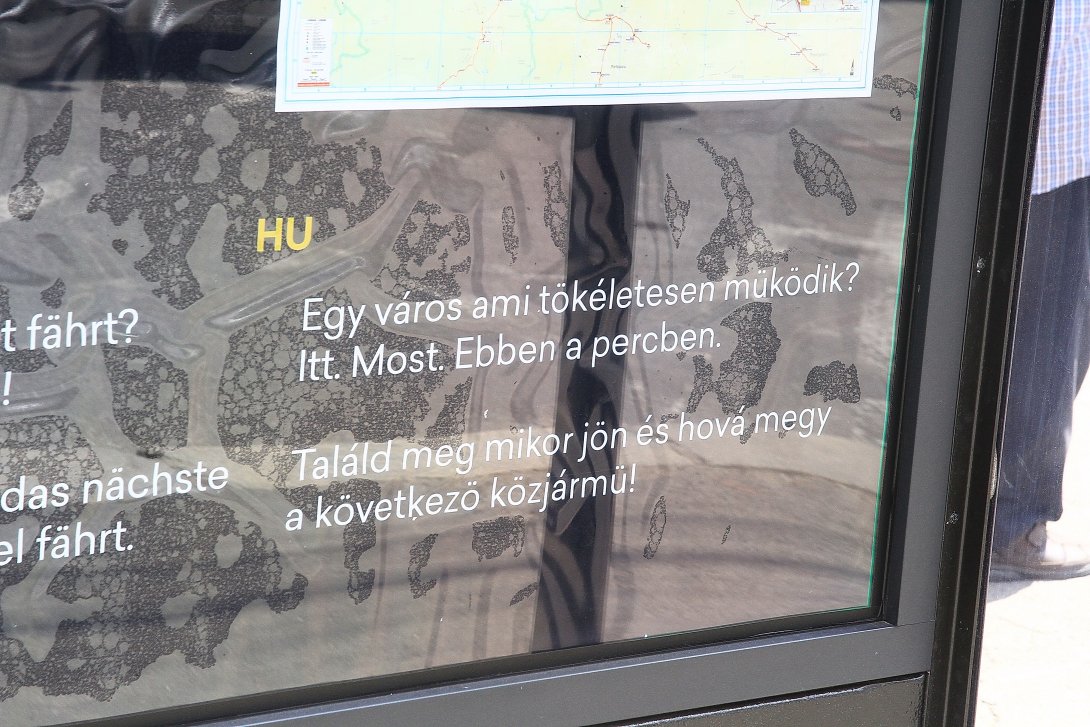 HU
t fährt?
!
das nächste
el fährt.
Egy város ami tökéletesen müködik?
Itt. Most. Ebben a percben.
Találd meg mikor jön és hová megy
a következö közjármü!